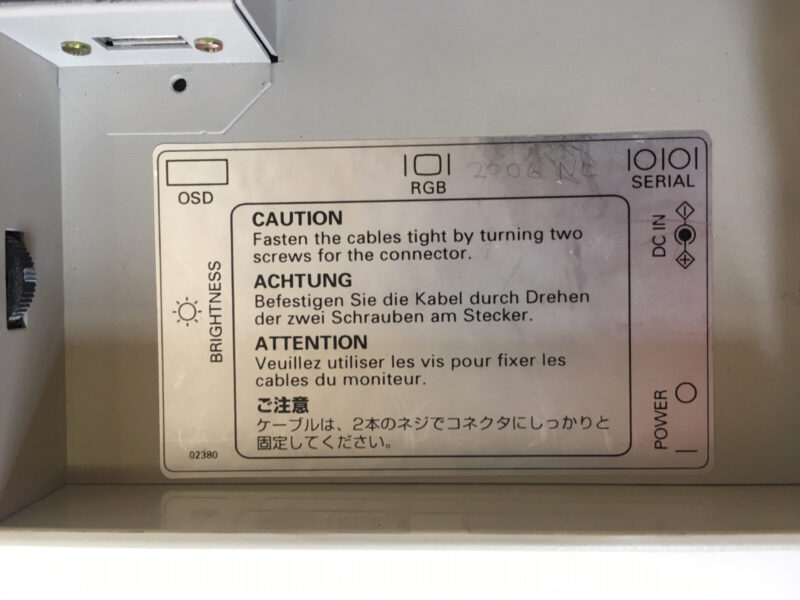 OSD
RGB
SERIAL
DC IN
BRIGHTNESS
POWER
CAUTION
Fasten the cables tight by turning two
screws for the connector.
ACHTUNG
Befestigen Sie die Kabel durch Drehen
der zwei Schrauben am Stecker.
ATTENTION
Veuillez utiliser les vis pour fixer les
cables du moniteur.
ご注意
ケーブルは、2本のネジでコネクタにしっかりと
固定してください。
02380